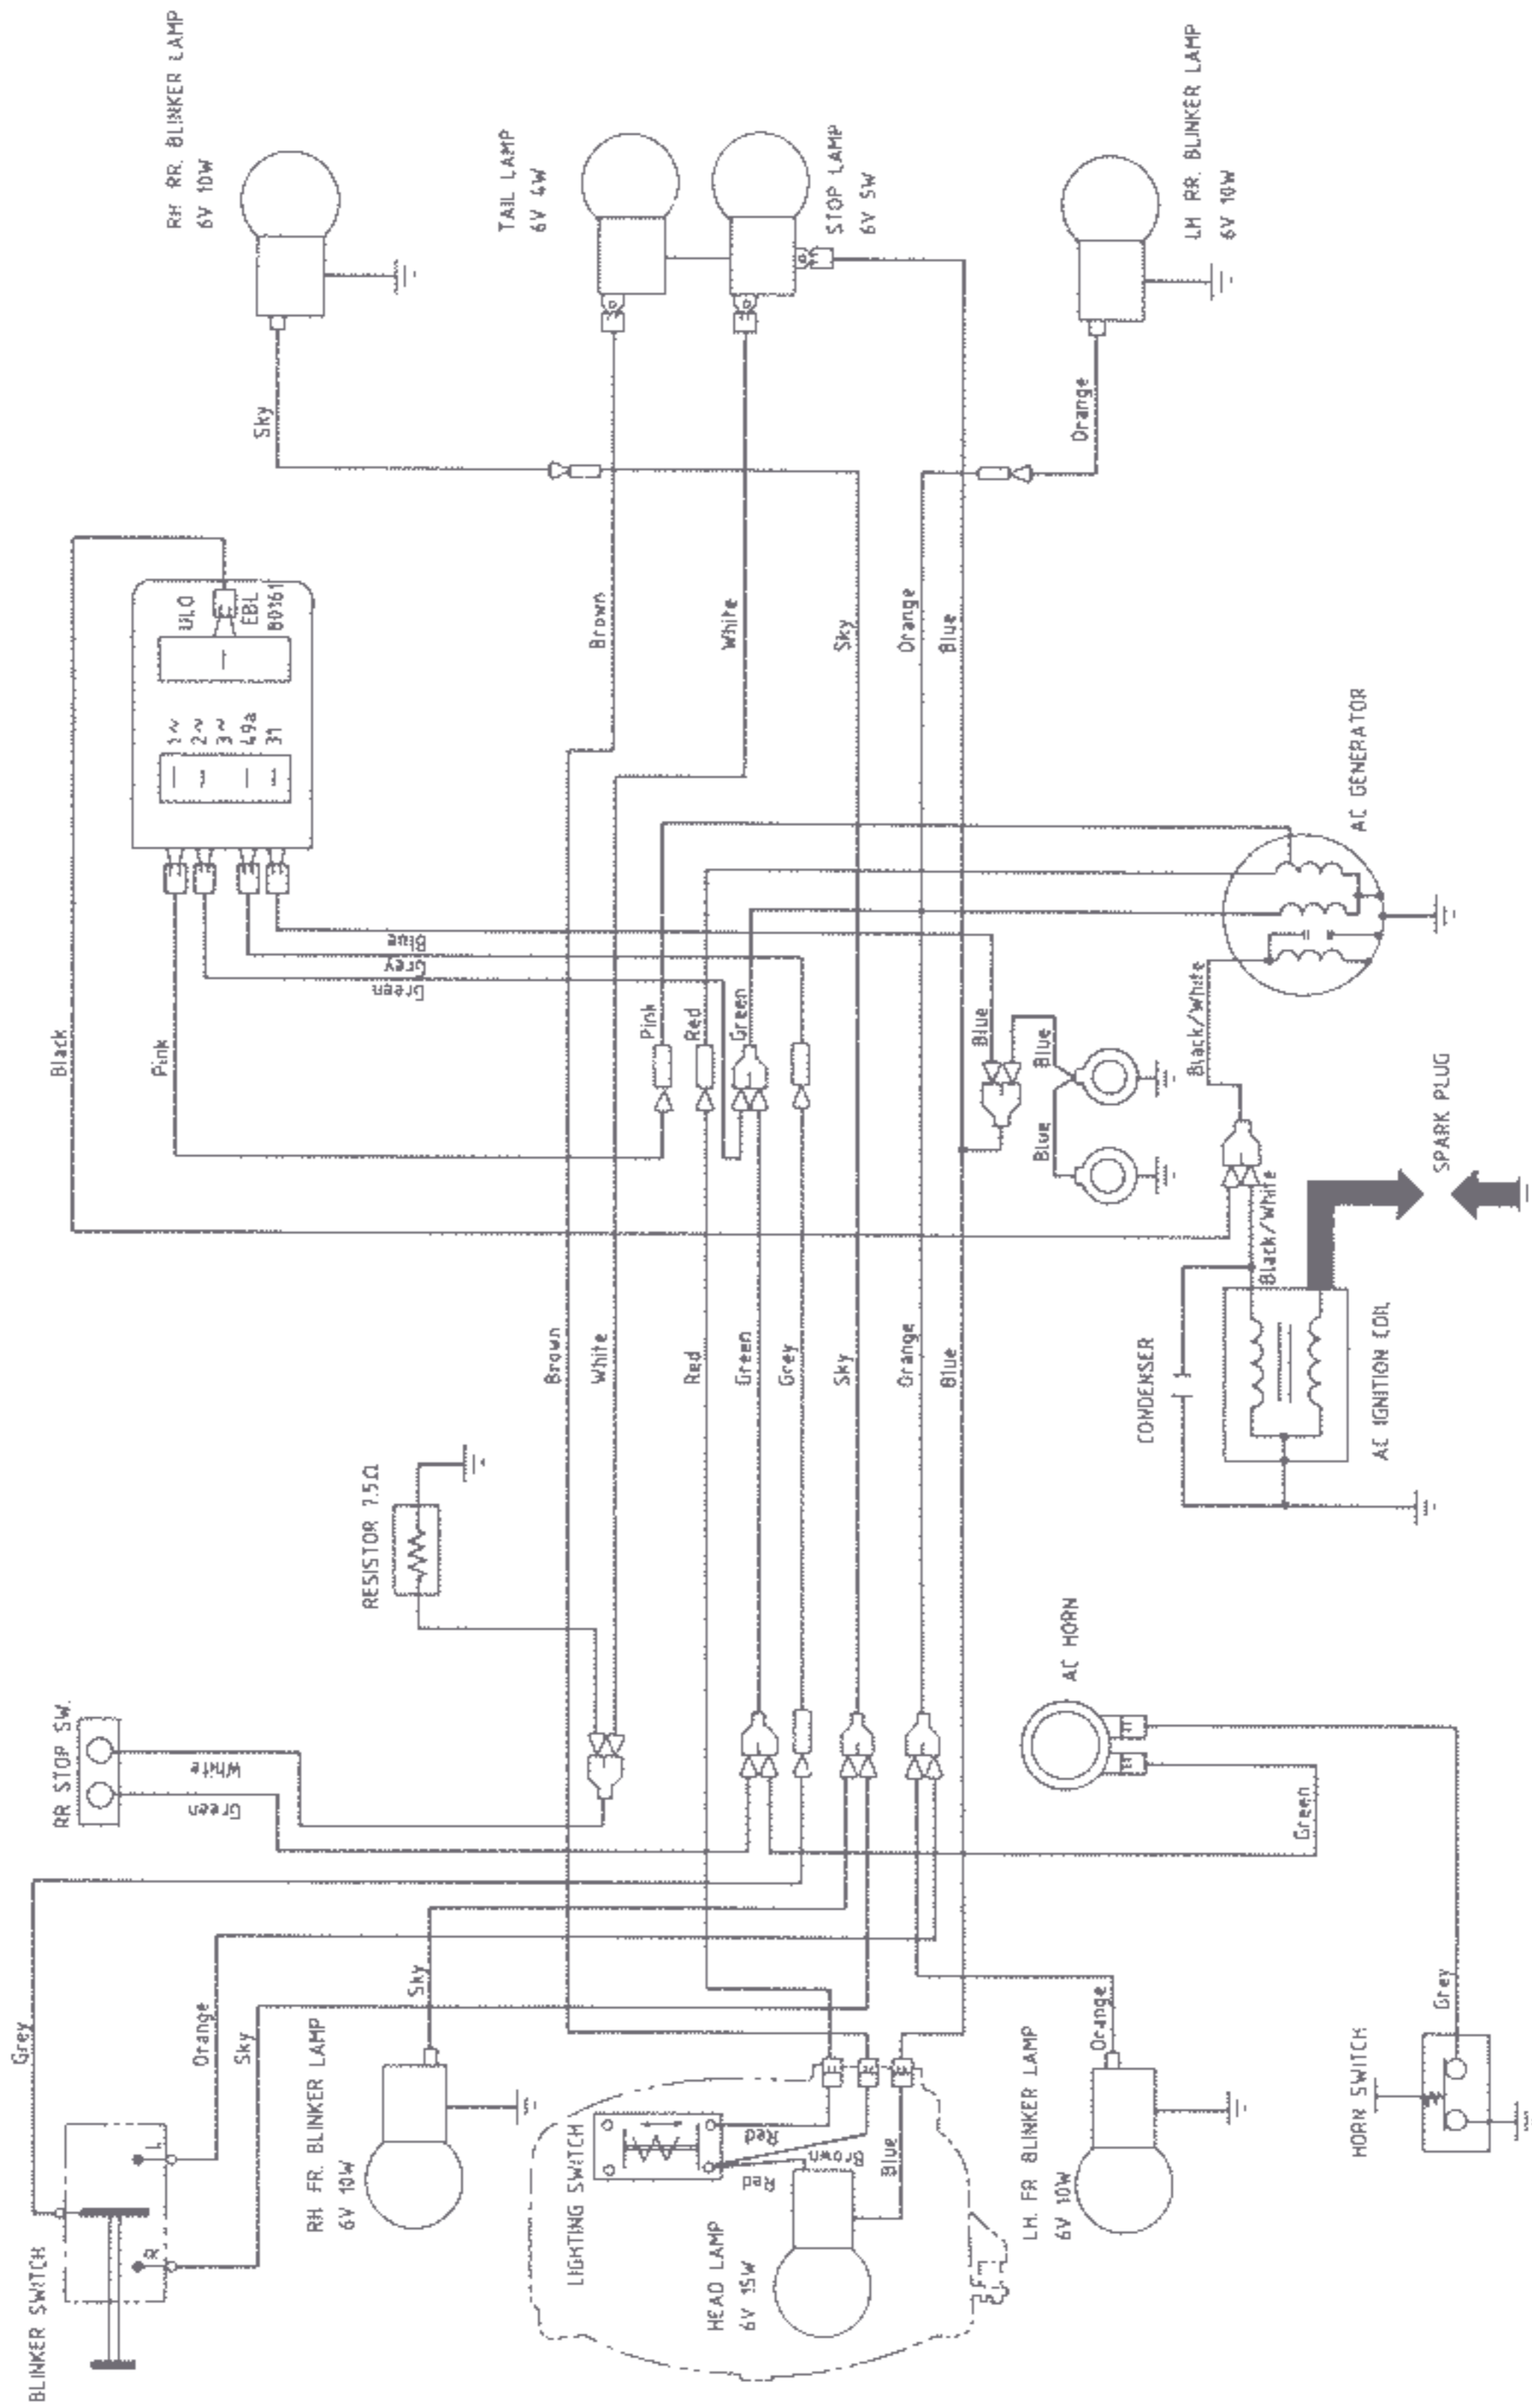 BLINKER SWITCH
Grey
RR STOP SW.
Black
R
L
Orange
Sky
White
Green
Pink
1~
2~
3~
49a
31
ULO
EBL
80161
RH RR. BLINKER LAMP
6V 10W
Sky
RH. FR. BLINKER LAMP
6V 10W
Sky
RESISTOR 7.5Ω
Blue
Grey
Green
TAIL LAMP
6V 4W
Brown
White
Brown
White
Red
Green
Grey
Sky
Orange
Blue
Pink
Red
Green
Sky
Orange
Blue
STOP LAMP
6V 5W
LIGHTING SWITCH
Red
Red
Brown
Blue
HEAD LAMP
6V 15W
Blue
Blue
Blue
LH. FR BLINKER LAMP
6V 10W
Orange
AC HORN
Green
Orange
LH RR. BLINKER LAMP
6V 10W
CONDENSER
Black/White
Black/White
AC IGNITION COIL
SPARK PLUG
AC GENERATOR
HORN SWITCH
Grey